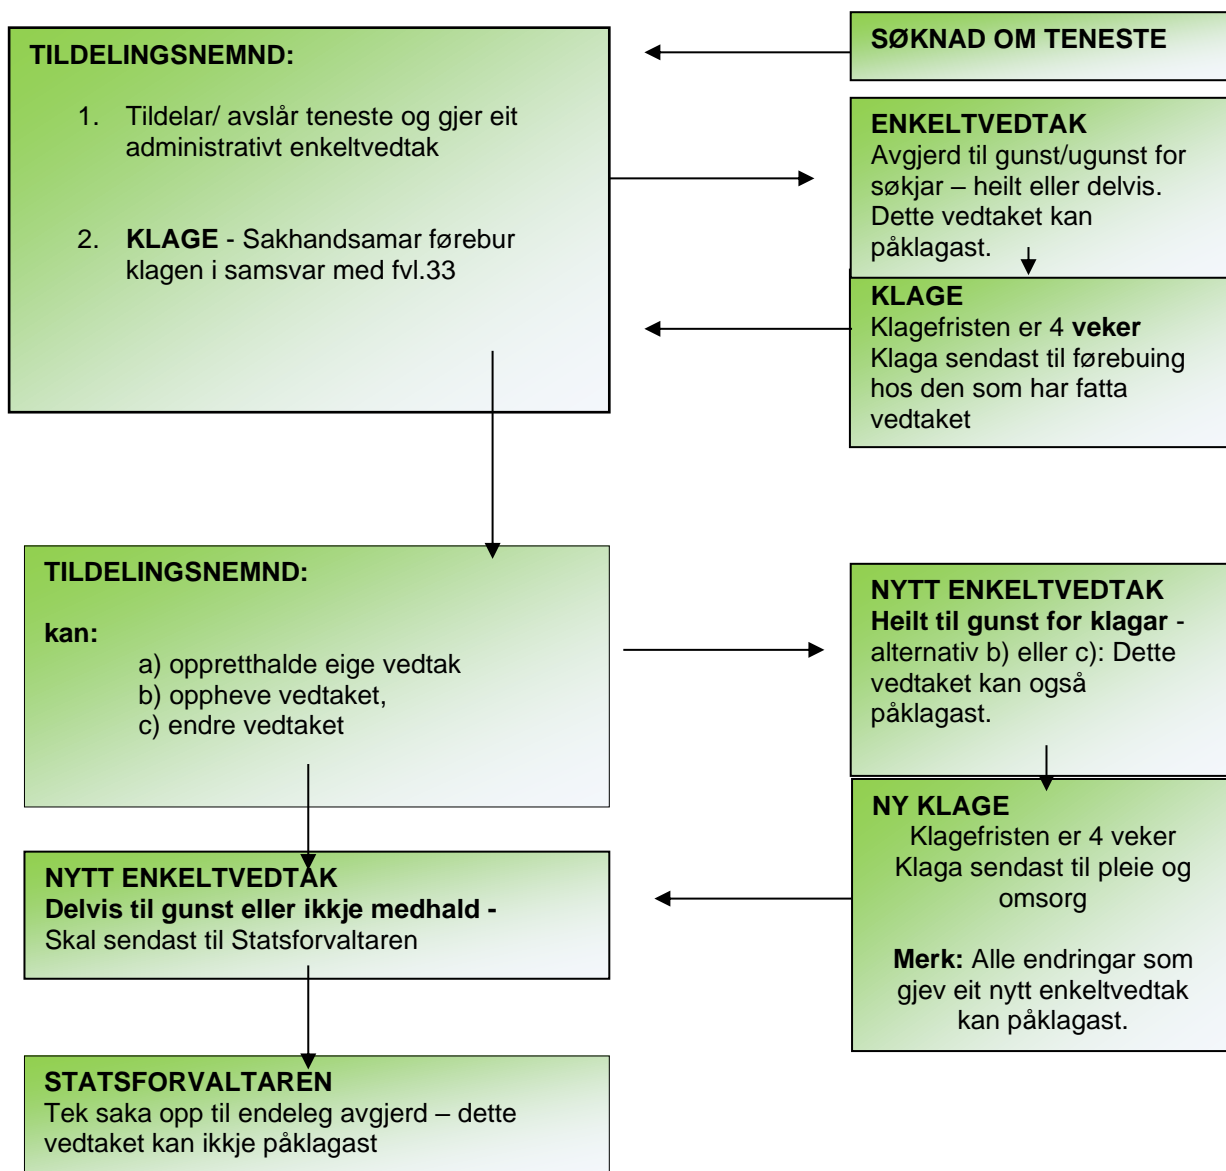 SØKNAD OM TENESTE
TILDELINGSNEMND:
1. Tildelar/ avslår teneste og gjer eit
administrativt enkeltvedtak
2. KLAGE - Sakhandsamar førebur
klagen i samsvar med fvl.33
ENKELTVEDTAK
Avgjerd til gunst/ugunst for
søkjar – heilt eller delvis.
Dette vedtaket kan
påklagast.
KLAGE
Klagefristen er 4 veker
Klaga sendast til førebuing
hos den som har fatta
vedtaket
TILDELINGSNEMND:
kan:
a) oppretthalde eige vedtak
b) oppheve vedtaket,
c) endre vedtaket
NYTT ENKELTVEDTAK
Heilt til gunst for klagar -
alternativ b) eller c): Dette
vedtaket kan også
påklagast.
NY KLAGE
Klagefristen er 4 veker
Klaga sendast til pleie og
omsorg
Merk: Alle endringar som
gjev eit nytt enkeltvedtak
kan påklagast.
NYTT ENKELTVEDTAK
Delvis til gunst eller ikkje medhald -
Skal sendast til Statsforvaltaren
STATSFORVALTAREN
Tek saka opp til endeleg avgjerd – dette
vedtaket kan ikkje påklagast